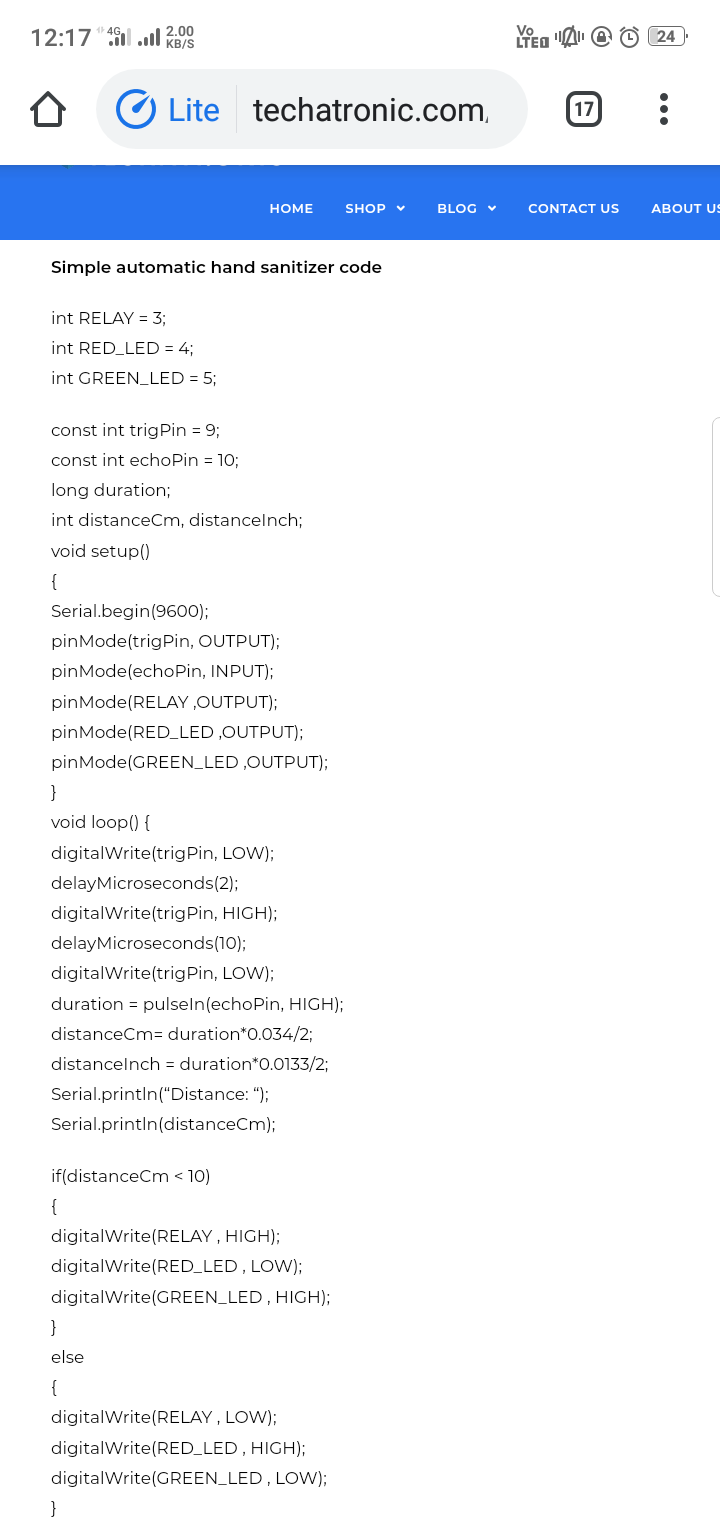 12:17 4G 2.00 KB/S Vo LTE 24
Lite techatronic.com, 17
HOME SHOP BLOG CONTACT US ABOUT US
Simple automatic hand sanitizer code
int RELAY = 3;
int RED_LED = 4;
int GREEN_LED = 5;
const int trigPin = 9;
const int echoPin = 10;
long duration;
int distanceCm, distanceInch;
void setup()
{
Serial.begin(9600);
pinMode(trigPin, OUTPUT);
pinMode(echoPin, INPUT);
pinMode(RELAY ,OUTPUT);
pinMode(RED_LED ,OUTPUT);
pinMode(GREEN_LED ,OUTPUT);
}
void loop() {
digitalWrite(trigPin, LOW);
delayMicroseconds(2);
digitalWrite(trigPin, HIGH);
delayMicroseconds(10);
digitalWrite(trigPin, LOW);
duration = pulseIn(echoPin, HIGH);
distanceCm= duration*0.034/2;
distanceInch = duration*0.0133/2;
Serial.println(“Distance: “);
Serial.println(distanceCm);
if(distanceCm < 10)
{
digitalWrite(RELAY , HIGH);
digitalWrite(RED_LED , LOW);
digitalWrite(GREEN_LED , HIGH);
}
else
{
digitalWrite(RELAY , LOW);
digitalWrite(RED_LED , HIGH);
digitalWrite(GREEN_LED , LOW);
}